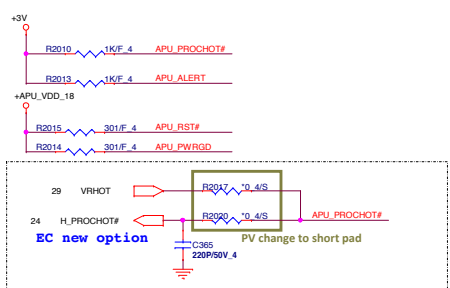 +3V
R2010 1K/F_4 APU_PROCHOT#
R2013 1K/F_4 APU_ALERT
+APU_VDD_18
R2015 301/F_4 APU_RST#
R2014 301/F_4 APU_PWRGD
29 VRHOT R2017 *0_4/S
24 H_PROCHOT# R2020 *0_4/S APU_PROCHOT#
EC new option PV change to short pad
C365
220P/50V_4